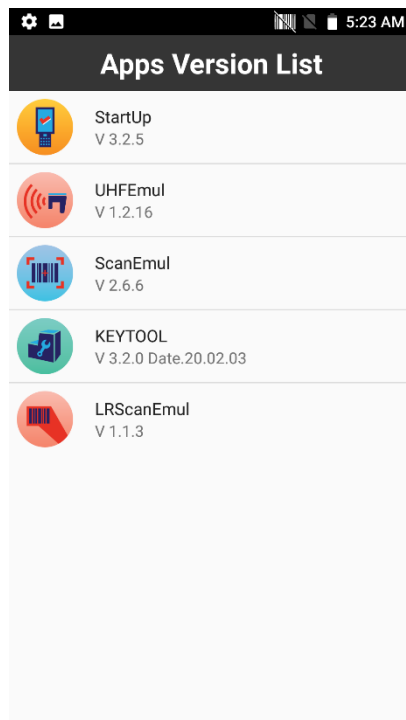 5:23 AM
Apps Version List
StartUp
V 3.2.5
UHFEmul
V 1.2.16
ScanEmul
V 2.6.6
KEYTOOL
V 3.2.0 Date.20.02.03
LRScanEmul
V 1.1.3